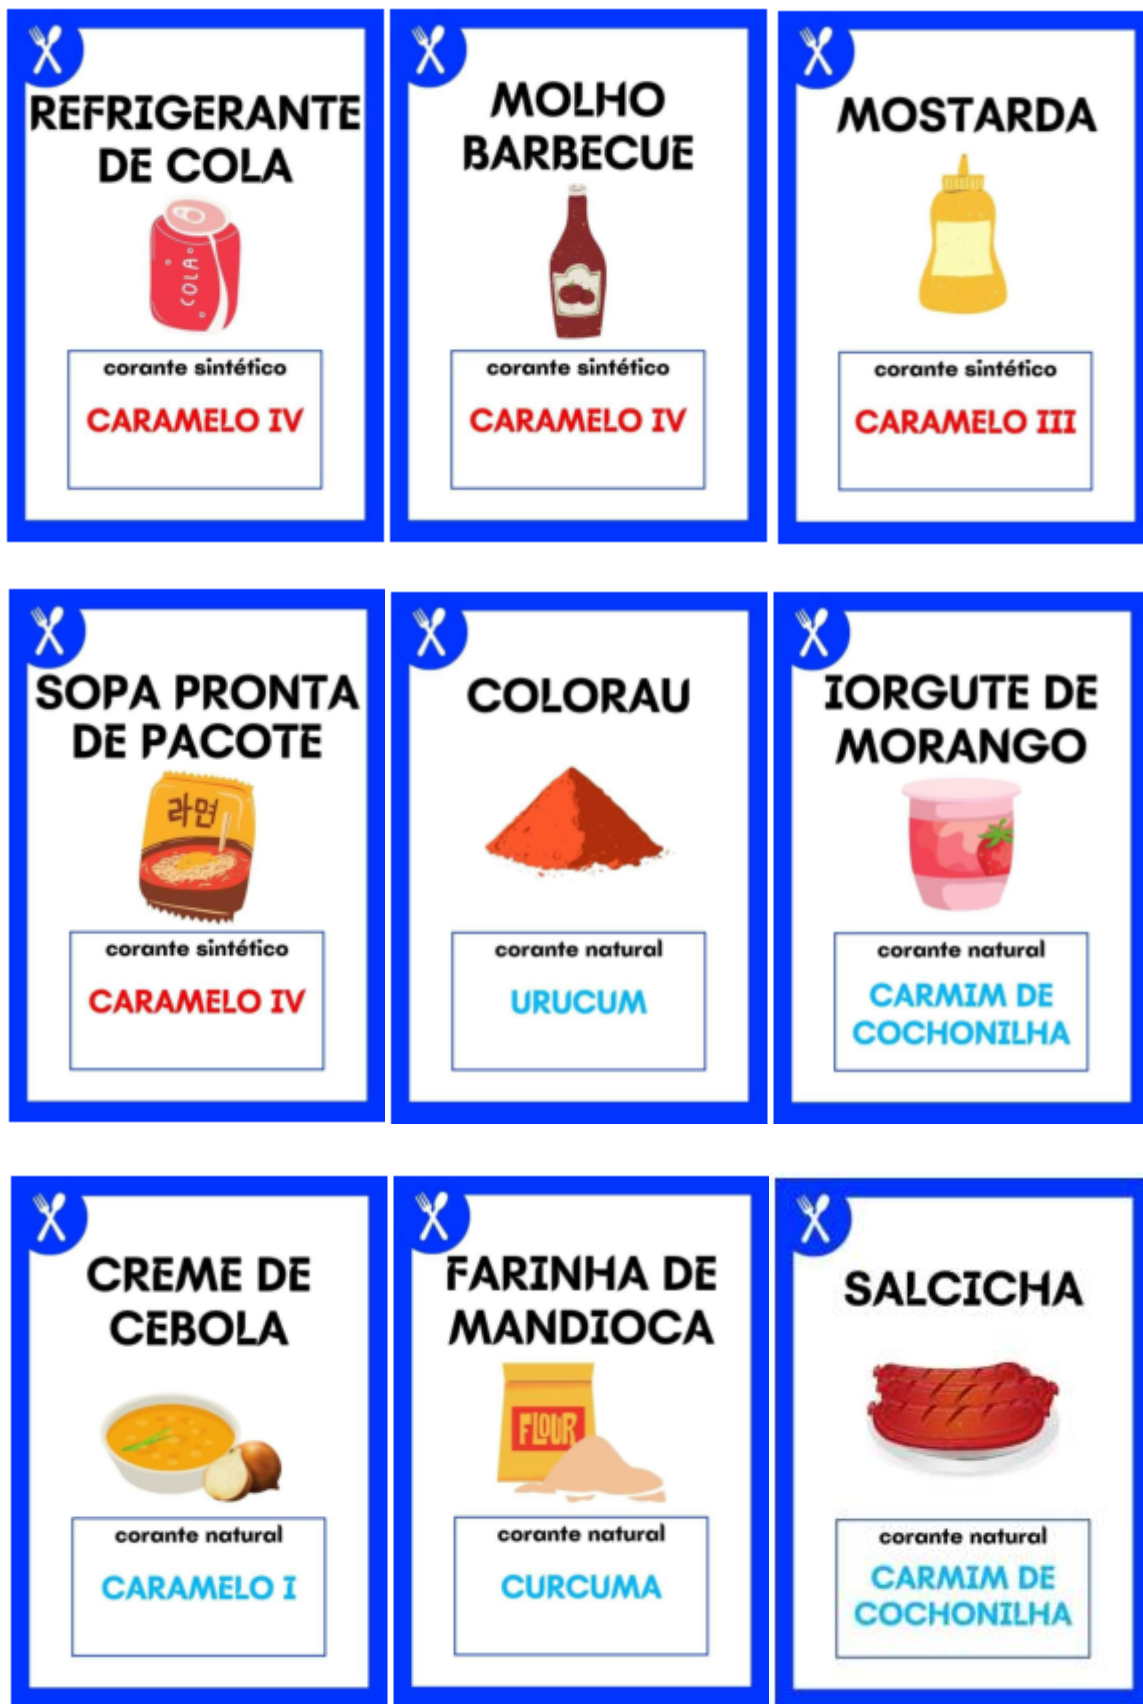 REFRIGERANTE
DE COLA
COLA
corante sintético
CARAMELO IV
MOLHO
BARBECUE
corante sintético
CARAMELO IV
MOSTARDA
corante sintético
CARAMELO III
SOPA PRONTA
DE PACOTE
라면
corante sintético
CARAMELO IV
COLORAU
corante natural
URUCUM
IORGUTE DE
MORANGO
corante natural
CARMIM DE
COCHONILHA
CREME DE
CEBOLA
corante natural
CARAMELO I
FARINHA DE
MANDIOCA
FLOUR
corante natural
CURCUMA
SALCICHA
corante natural
CARMIM DE
COCHONILHA